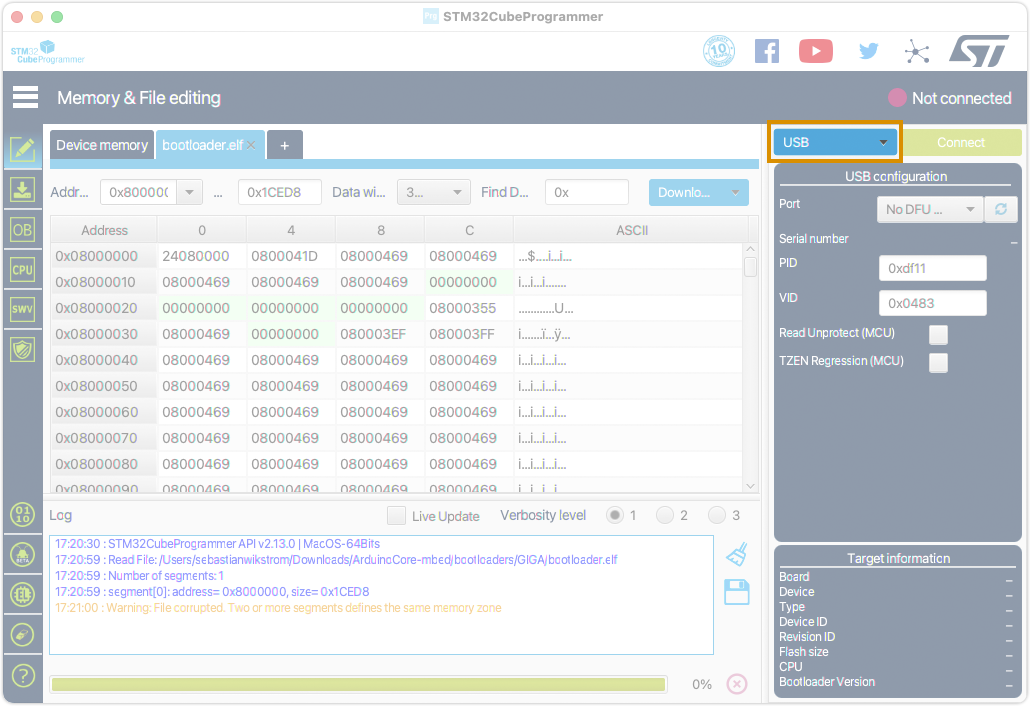 Prg STM32CubeProgrammer
STM32
CubeProgrammer
10
YEARS
Memory & File editing
Not connected
Device memory bootloader.elf × +
USB
Connect
Addr... 0x800000 ... 0x1CED8 Data wi... 3... Find D... 0x Downlo...
Address 0 4 8 C ASCII
0x08000000 24080000 0800041D 08000469 08000469 ...$....i...i...
0x08000010 08000469 08000469 08000469 00000000 i...i...i.......
0x08000020 00000000 00000000 00000000 08000355 ............U...
0x08000030 08000469 00000000 080003EF 080003FF i.......ï...ÿ...
0x08000040 08000469 08000469 08000469 08000469 i...i...i...i...
0x08000050 08000469 08000469 08000469 08000469 i...i...i...i...
0x08000060 08000469 08000469 08000469 08000469 i...i...i...i...
0x08000070 08000469 08000469 08000469 08000469 i...i...i...i...
0x08000080 08000469 08000469 08000469 08000469 i...i...i...i...
0x08000090 08000469 08000469 08000469 08000469 i...i...i...i...
OB
CPU
SWV
Log
Live Update Verbosity level 1 2 3
17:20:30 : STM32CubeProgrammer API v2.13.0 | MacOS-64Bits
17:20:59 : Read File: /Users/sebastianwikstrom/Downloads/ArduinoCore-mbed/bootloaders/GIGA/bootloader.elf
17:20:59 : Number of segments: 1
17:20:59 : segment[0]: address= 0x8000000, size= 0x1CED8
17:21:00 : Warning: File corrupted. Two or more segments defines the same memory zone
0%
01
10
BETA
?
USB configuration
Port No DFU ...
Serial number _
PID 0xdf11
VID 0x0483
Read Unprotect (MCU)
TZEN Regression (MCU)
Target information
Board _
Device _
Type _
Device ID _
Revision ID _
Flash size _
CPU _
Bootloader Version _